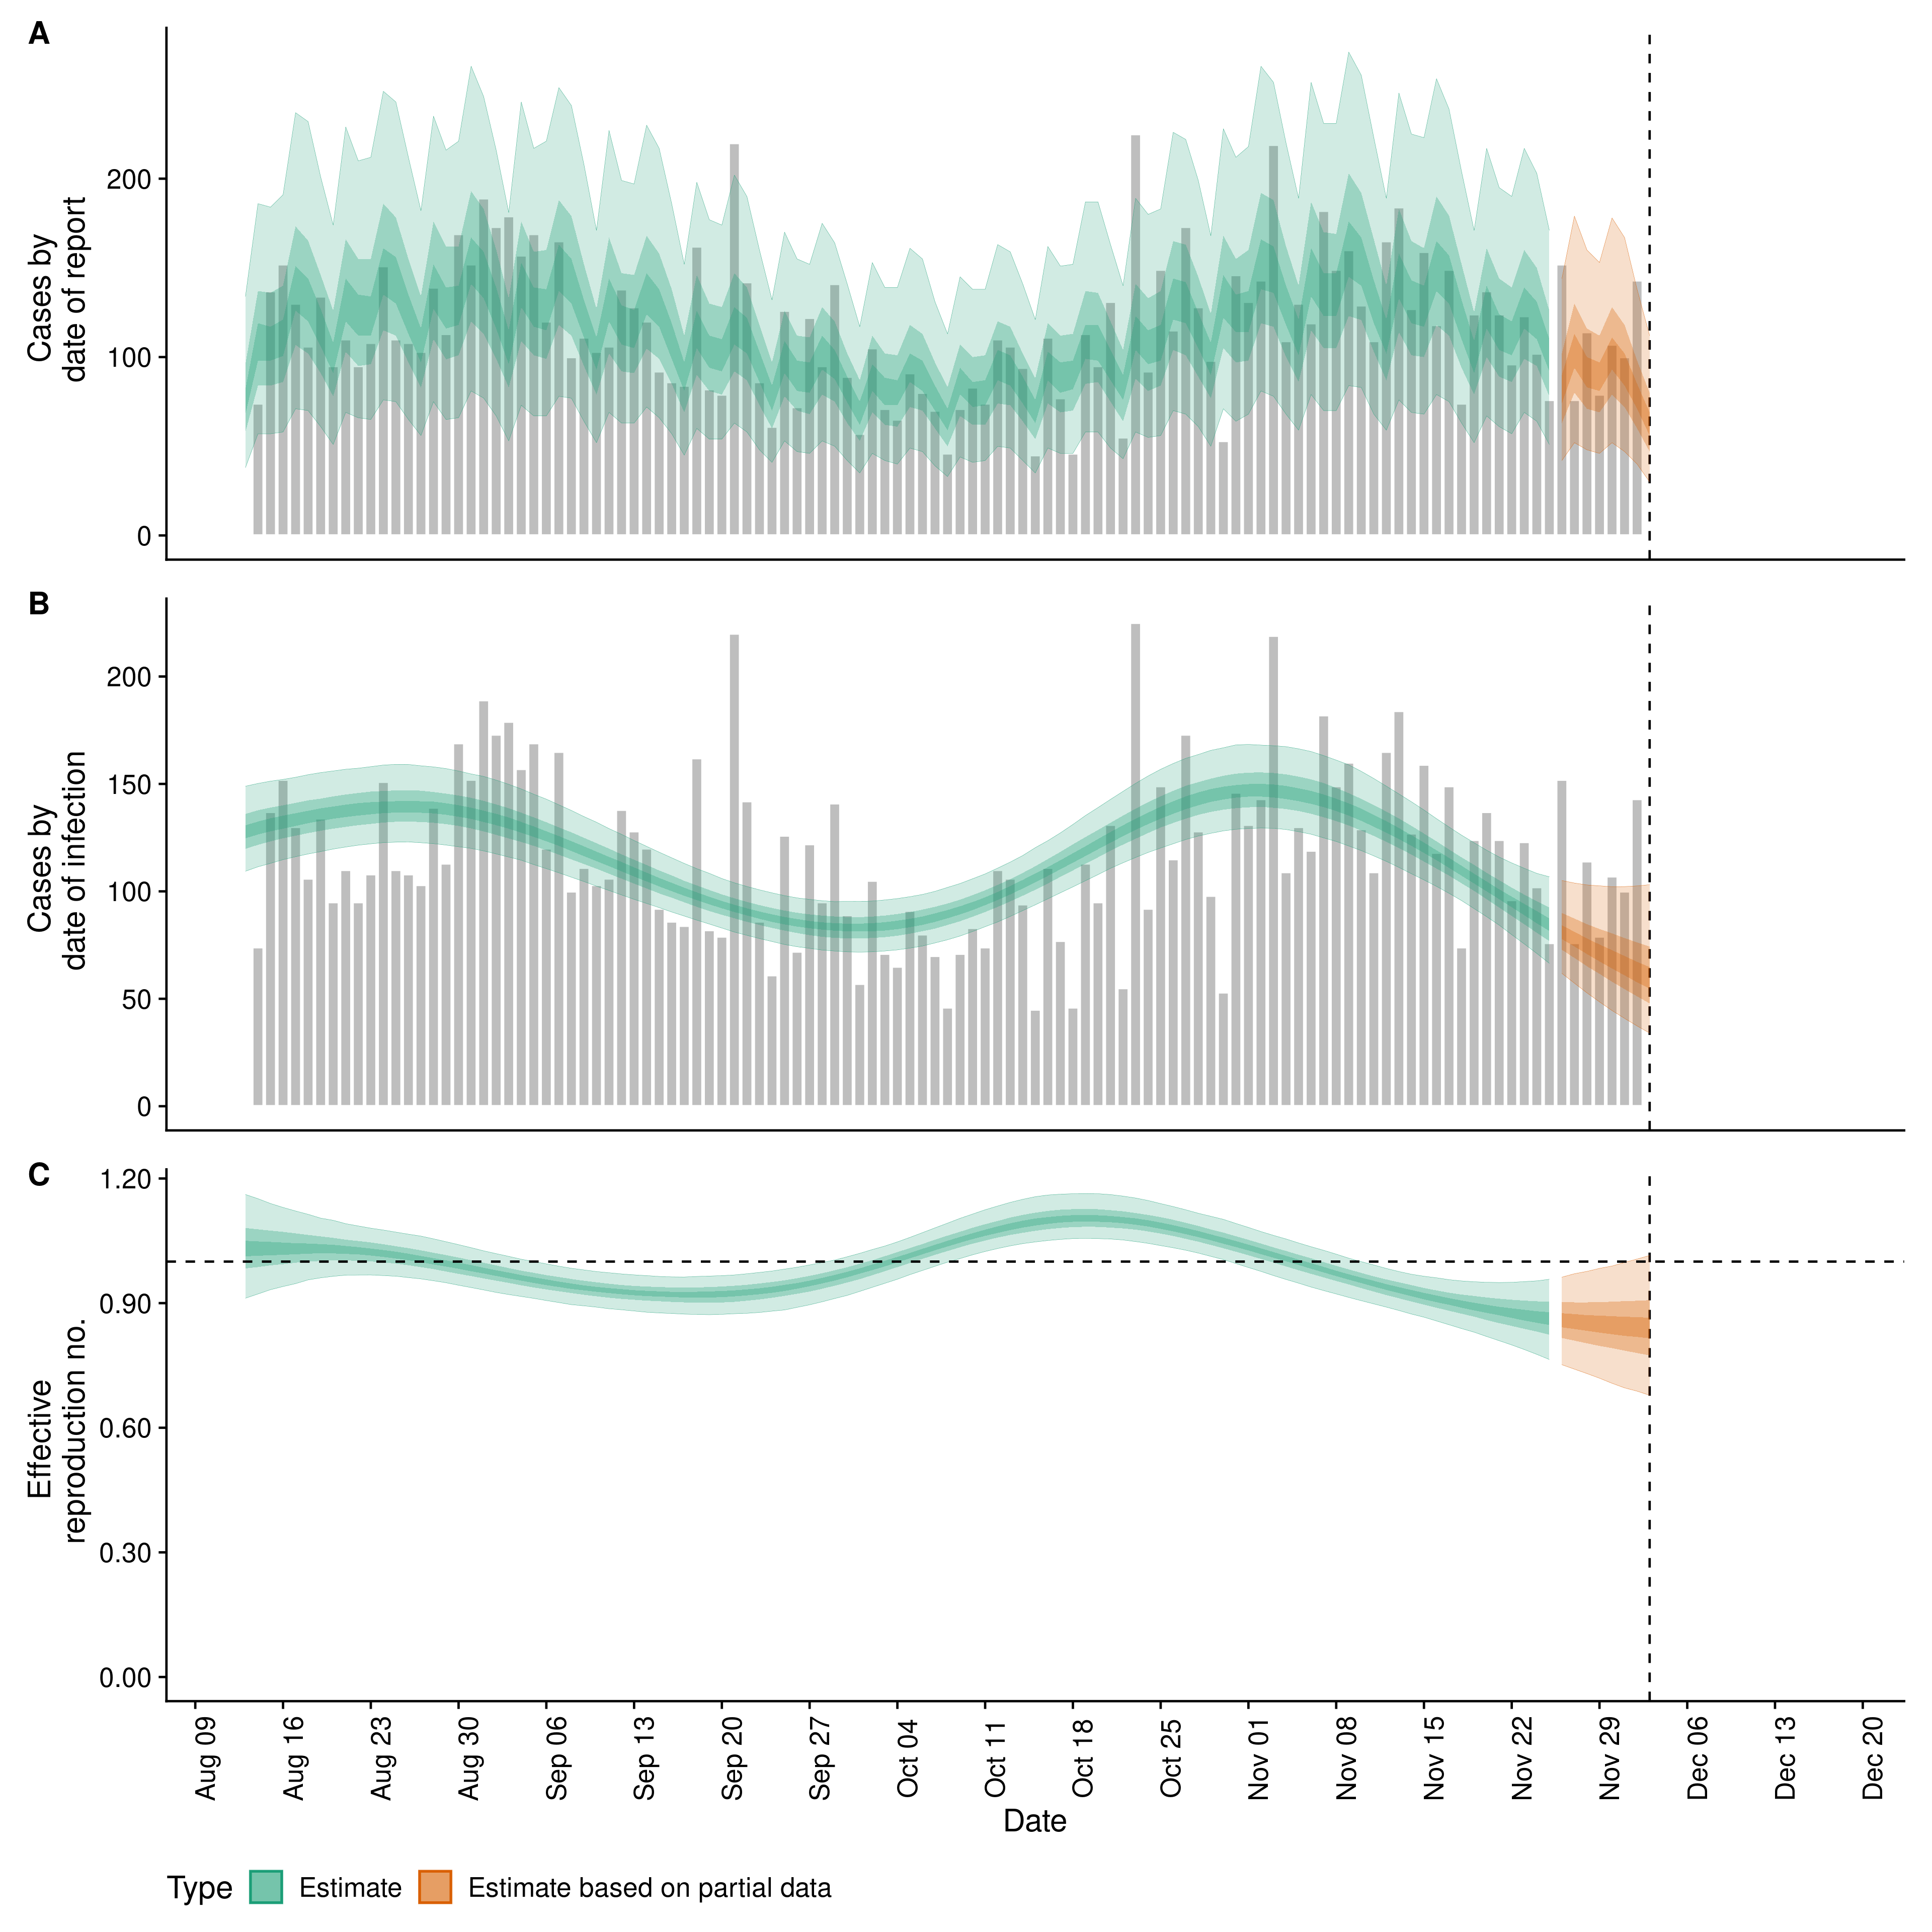 A
Cases by
date of report
200
100
0
B
Cases by
date of infection
200
150
100
50
0
C
Effective
reproduction no.
1.20
0.90
0.60
0.30
0.00
Aug 09
Aug 16
Aug 23
Aug 30
Sep 06
Sep 13
Sep 20
Sep 27
Oct 04
Oct 11
Oct 18
Oct 25
Nov 01
Nov 08
Nov 15
Nov 22
Nov 29
Dec 06
Dec 13
Dec 20
Date
Type Estimate Estimate based on partial data